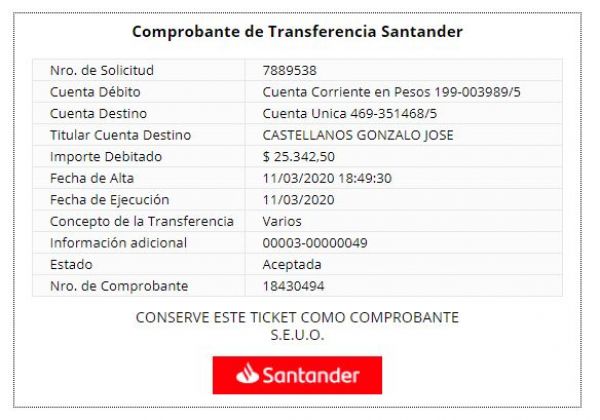 Comprobante de Transferencia Santander
Nro. de Solicitud 7889538
Cuenta Débito Cuenta Corriente en Pesos 199-003989/5
Cuenta Destino Cuenta Unica 469-351468/5
Titular Cuenta Destino CASTELLANOS GONZALO JOSE
Importe Debitado $ 25.342,50
Fecha de Alta 11/03/2020 18:49:30
Fecha de Ejecución 11/03/2020
Concepto de la Transferencia Varios
Información adicional 00003-00000049
Estado Aceptada
Nro. de Comprobante 18430494
CONSERVE ESTE TICKET COMO COMPROBANTE
S.E.U.O.
Santander